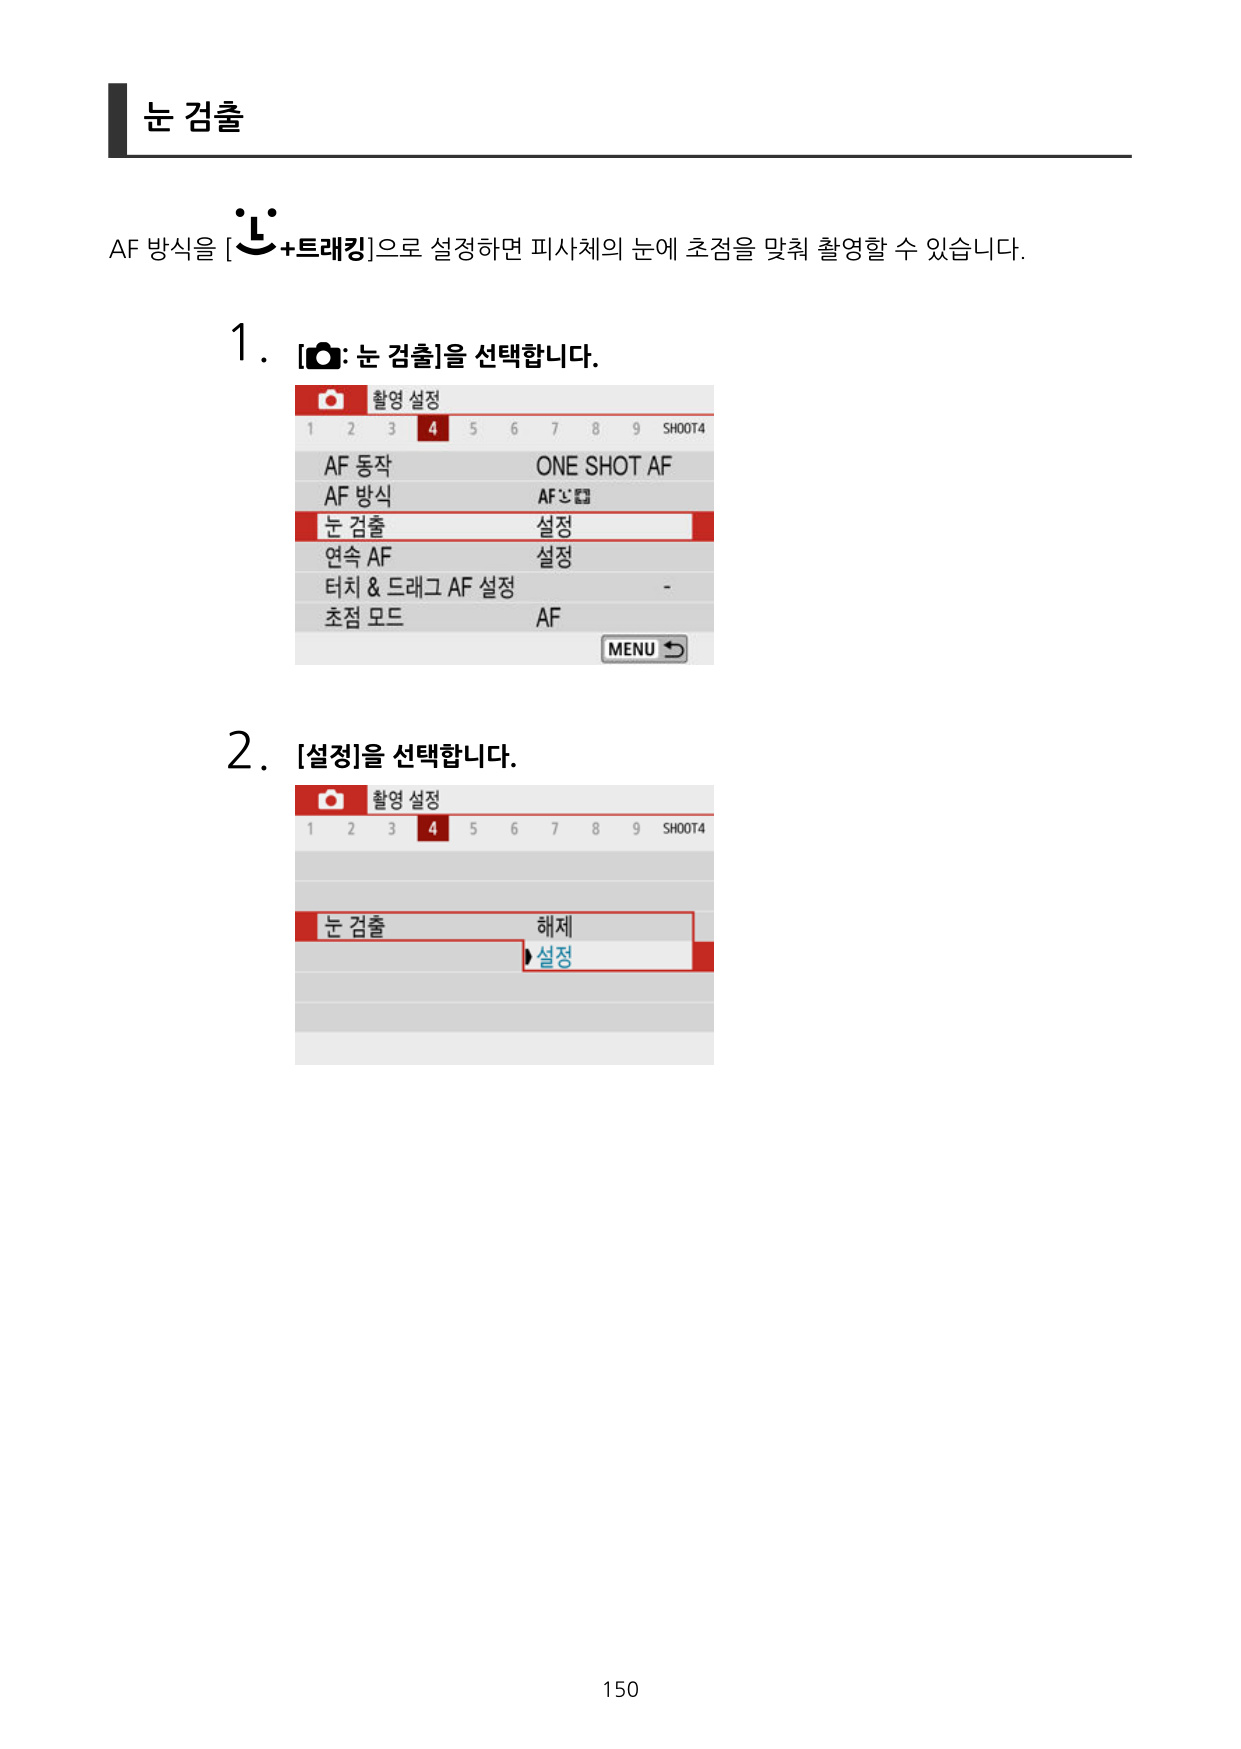 눈 검출
AF 방식을 [+트래킹]으로 설정하면 피사체의 눈에 초점을 맞춰 촬영할 수 있습니다.
1. [: 눈 검출]을 선택합니다.
촬영 설정
1 2 3 4 5 6 7 8 9 SHOOT4
AF 동작 ONE SHOT AF
AF 방식 AF
눈 검출 설정
연속 AF 설정
터치 & 드래그 AF 설정 -
초점 모드 AF
MENU
2. [설정]을 선택합니다.
촬영 설정
1 2 3 4 5 6 7 8 9 SHOOT4
눈 검출 해제
설정
150